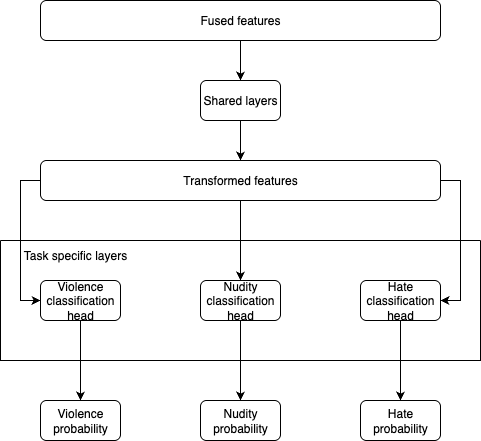 Fused features
Shared layers
Transformed features
Task specific layers
Violence
classification
head
Nudity
classification
head
Hate
classification
head
Violence
probability
Nudity
probability
Hate
probability